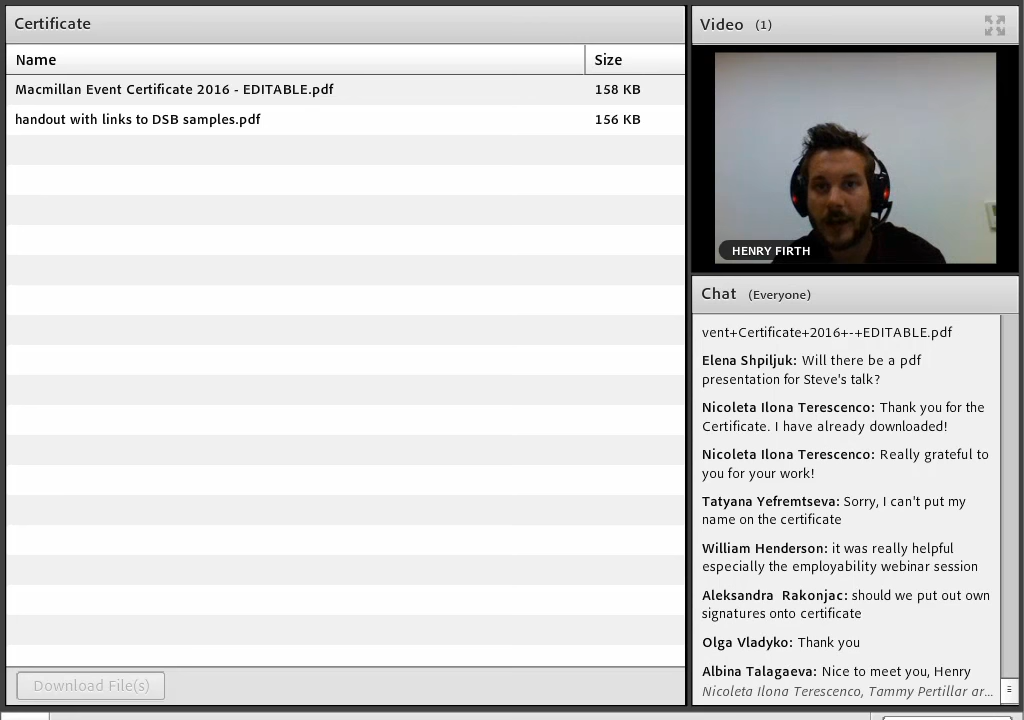 Certificate
Name Size
Macmillan Event Certificate 2016 - EDITABLE.pdf 158 KB
handout with links to DSB samples.pdf 156 KB
Download File(s)
Video (1)
HENRY FIRTH
Chat (Everyone)
vent+Certificate+2016+-+EDITABLE.pdf
Elena Shpiljuk: Will there be a pdf
presentation for Steve's talk?
Nicoleta Ilona Terescenco: Thank you for the
Certificate. I have already downloaded!
Nicoleta Ilona Terescenco: Really grateful to
you for your work!
Tatyana Yefremtseva: Sorry, I can't put my
name on the certificate
William Henderson: it was really helpful
especially the employability webinar session
Aleksandra Rakonjac: should we put out own
signatures onto certificate
Olga Vladyko: Thank you
Albina Talagaeva: Nice to meet you, Henry
Nicoleta Ilona Terescenco, Tammy Pertillar ar...